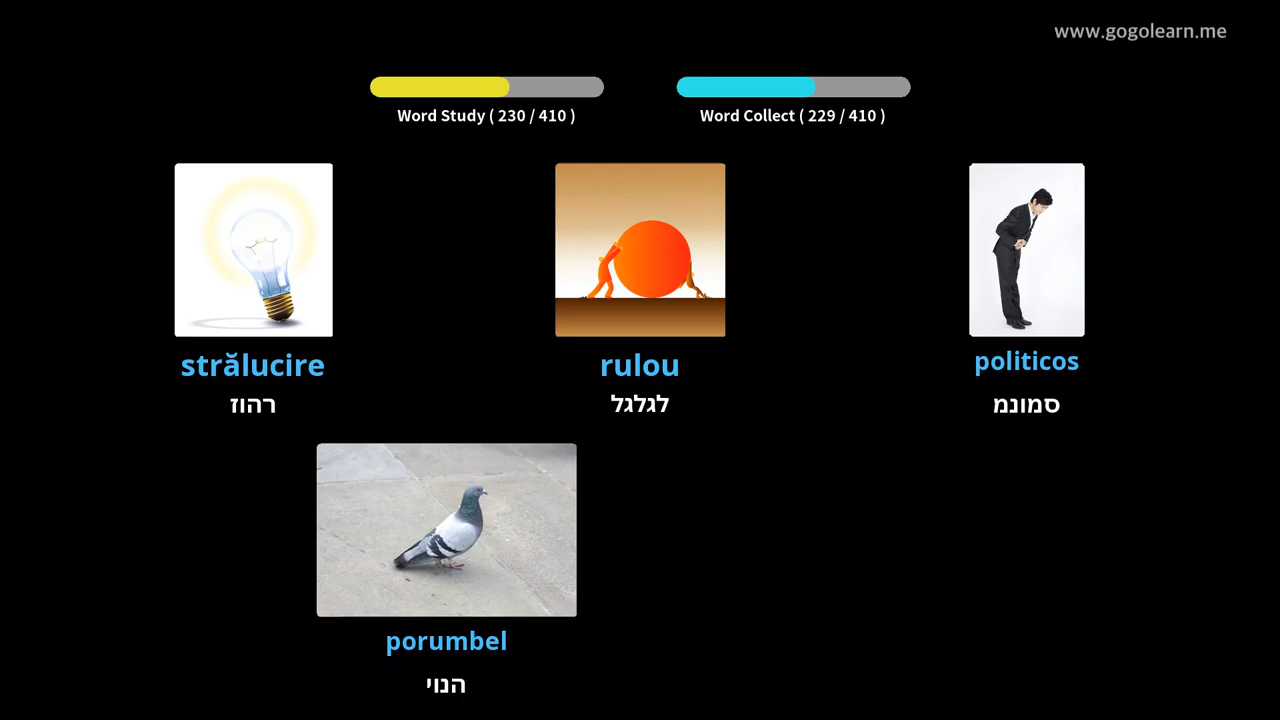 www.gogolearn.me
Word Study ( 230 / 410 )
Word Collect ( 229 / 410 )
strălucire
רהוז
rulou
לגלגל
politicos
סמונמ
porumbel
הנוי